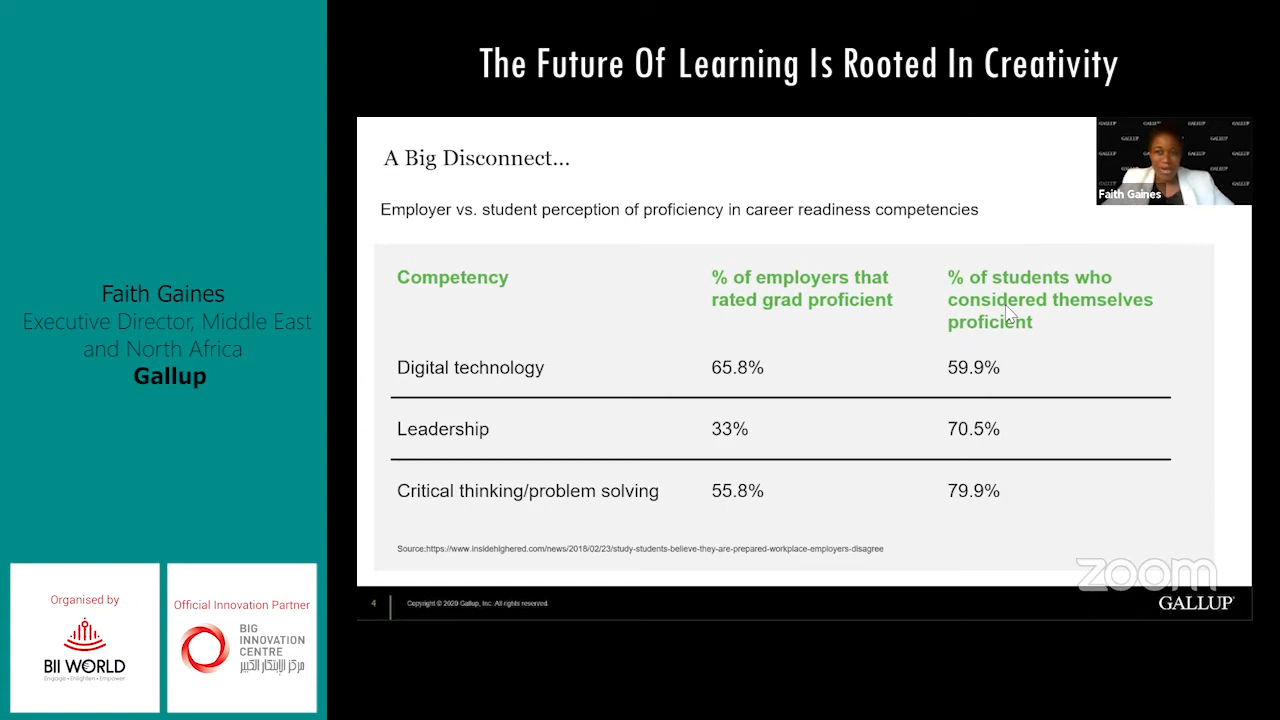 The Future Of Learning Is Rooted In Creativity
Faith Gaines
Executive Director, Middle East
and North Africa
Gallup
Organised by
BII WORLD
Engage • Enlighten • Empower
Official Innovation Partner
BIG
INNOVATION
CENTRE
مركز الابتكار الكبير
A Big Disconnect...
GALLUP
Faith Gaines
Employer vs. student perception of proficiency in career readiness competencies
Competency
% of employers that
rated grad proficient
% of students who
considered themselves
proficient
Digital technology 65.8% 59.9%
Leadership 33% 70.5%
Critical thinking/problem solving 55.8% 79.9%
Source:https://www.insidehighered.com/news/2018/02/23/study-students-believe-they-are-prepared-workplace-employers-disagree
zoom
4
Copyright © 2020 Gallup, Inc. All rights reserved.
GALLUP